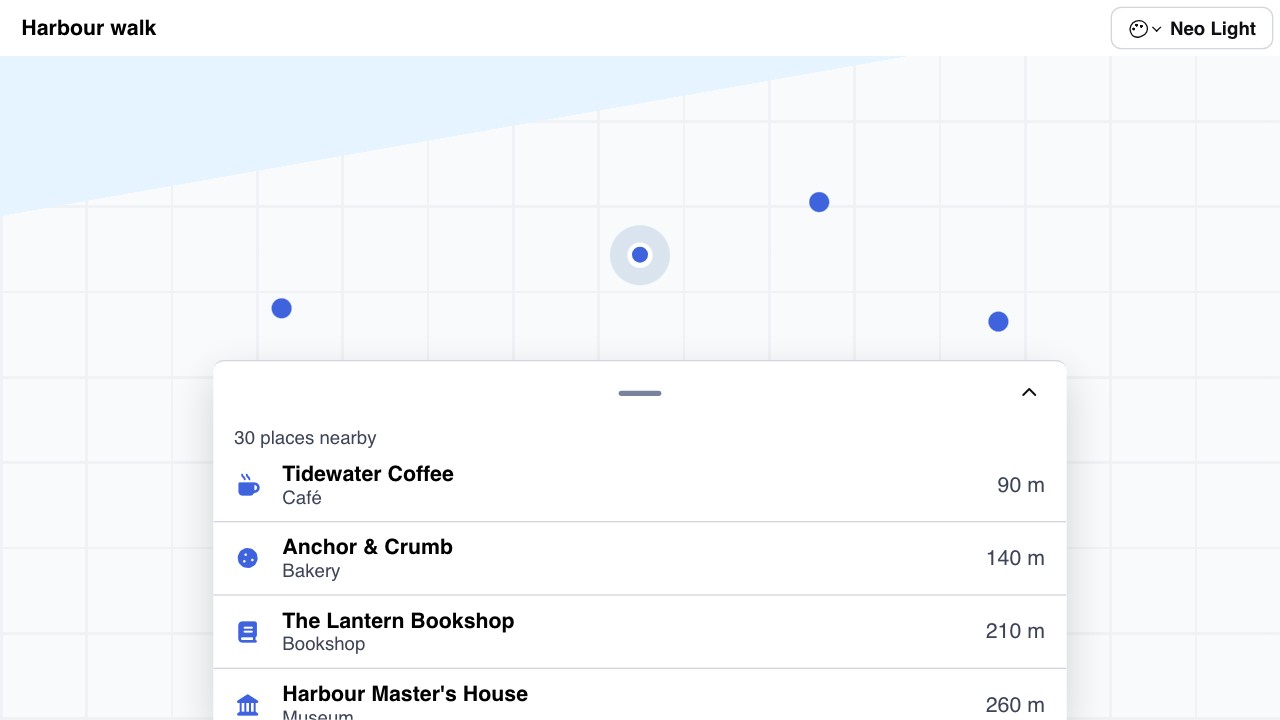 Harbour walk
Neo Light
30 places nearby
Tidewater Coffee
Café
90 m
Anchor & Crumb
Bakery
140 m
The Lantern Bookshop
Bookshop
210 m
Harbour Master's House
Museum
260 m